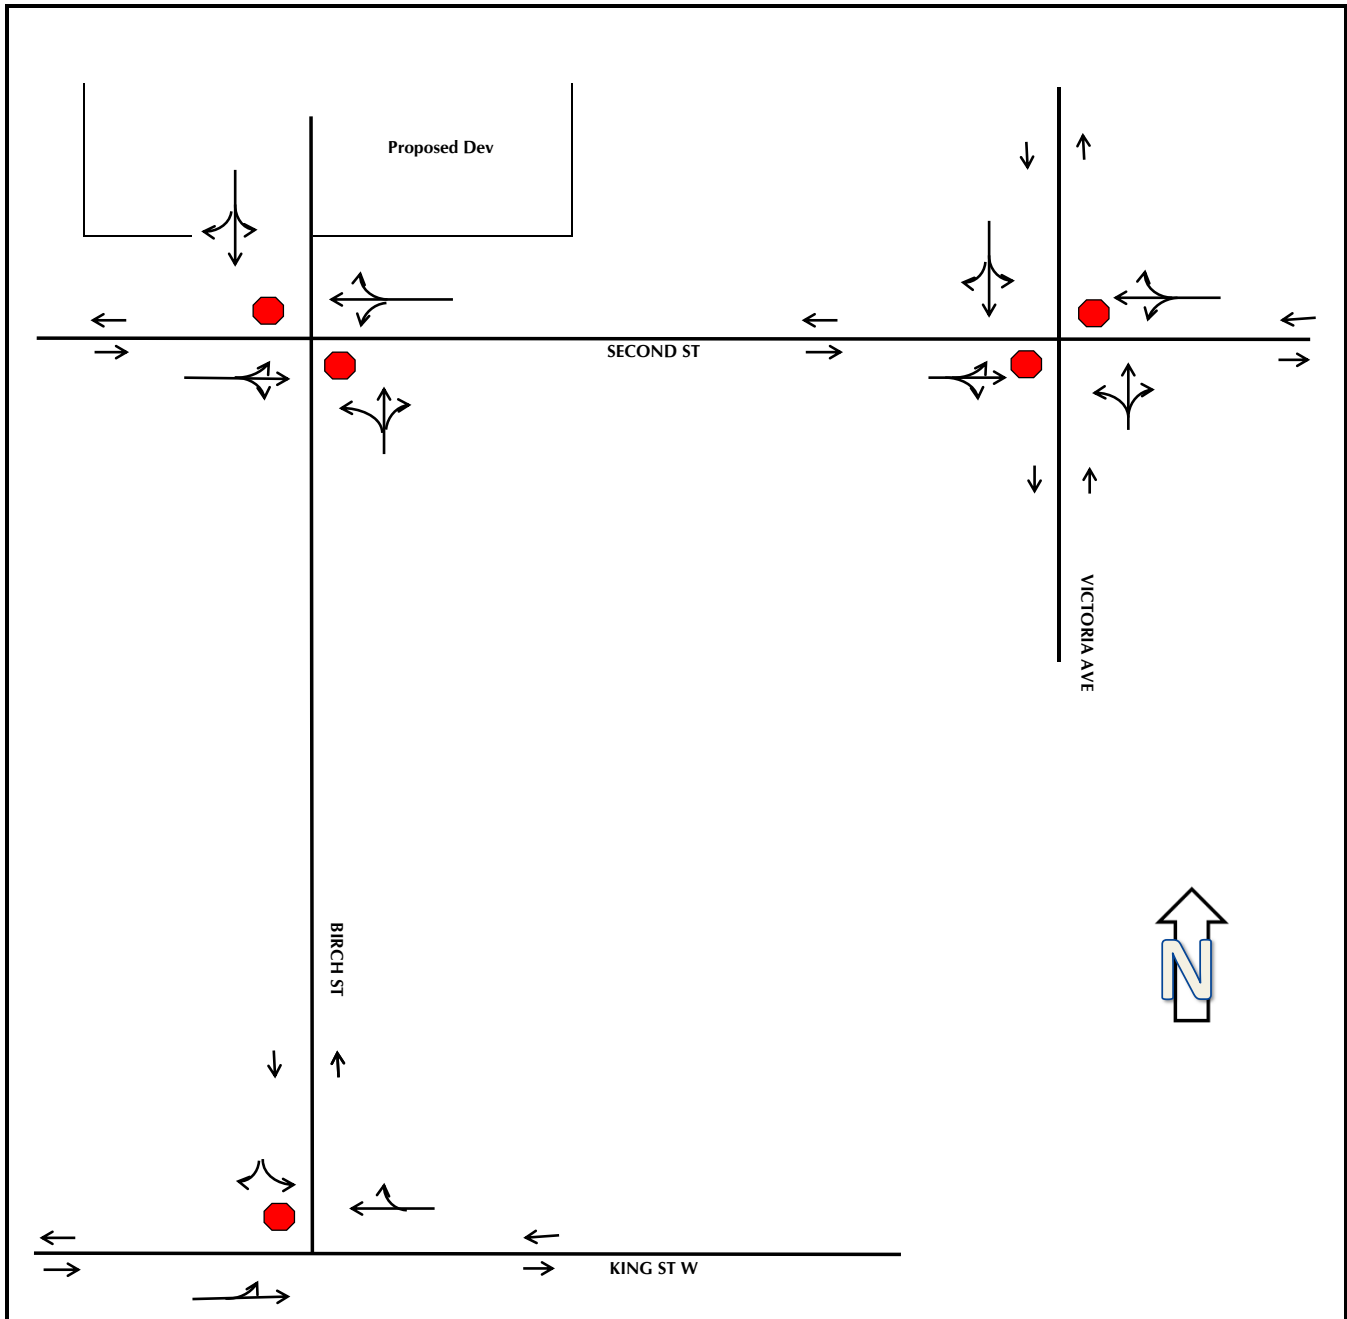 Proposed Dev
SECOND ST
VICTORIA AVE
BIRCH ST
N
KING ST W